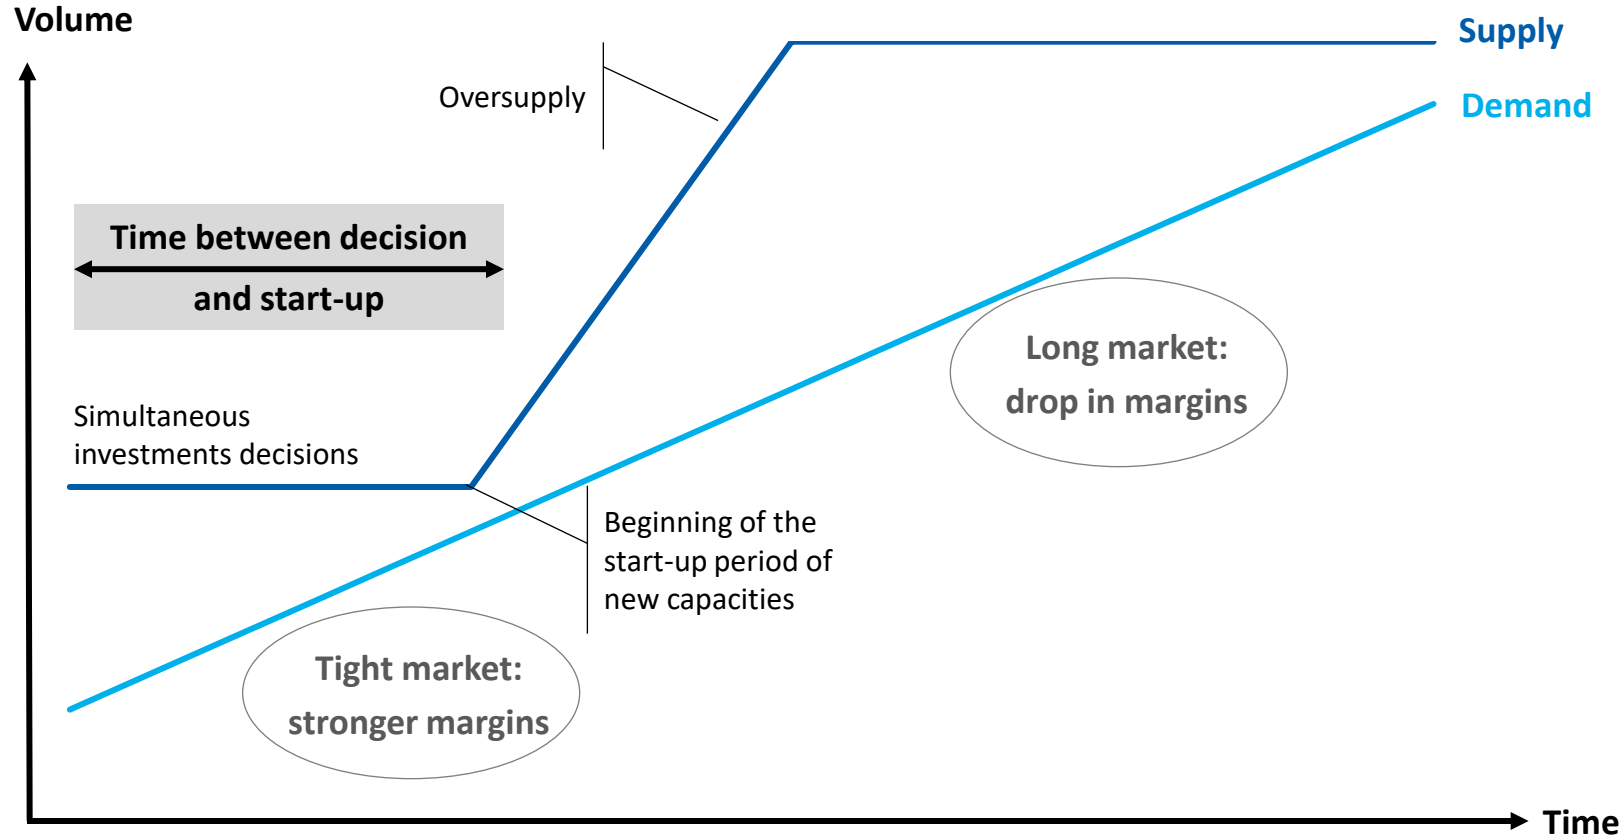 Volume
Supply
Oversupply
Demand
Time between decision
and start-up
Long market:
drop in margins
Simultaneous
investments decisions
Beginning of the
start-up period of
new capacities
Tight market:
stronger margins
Time